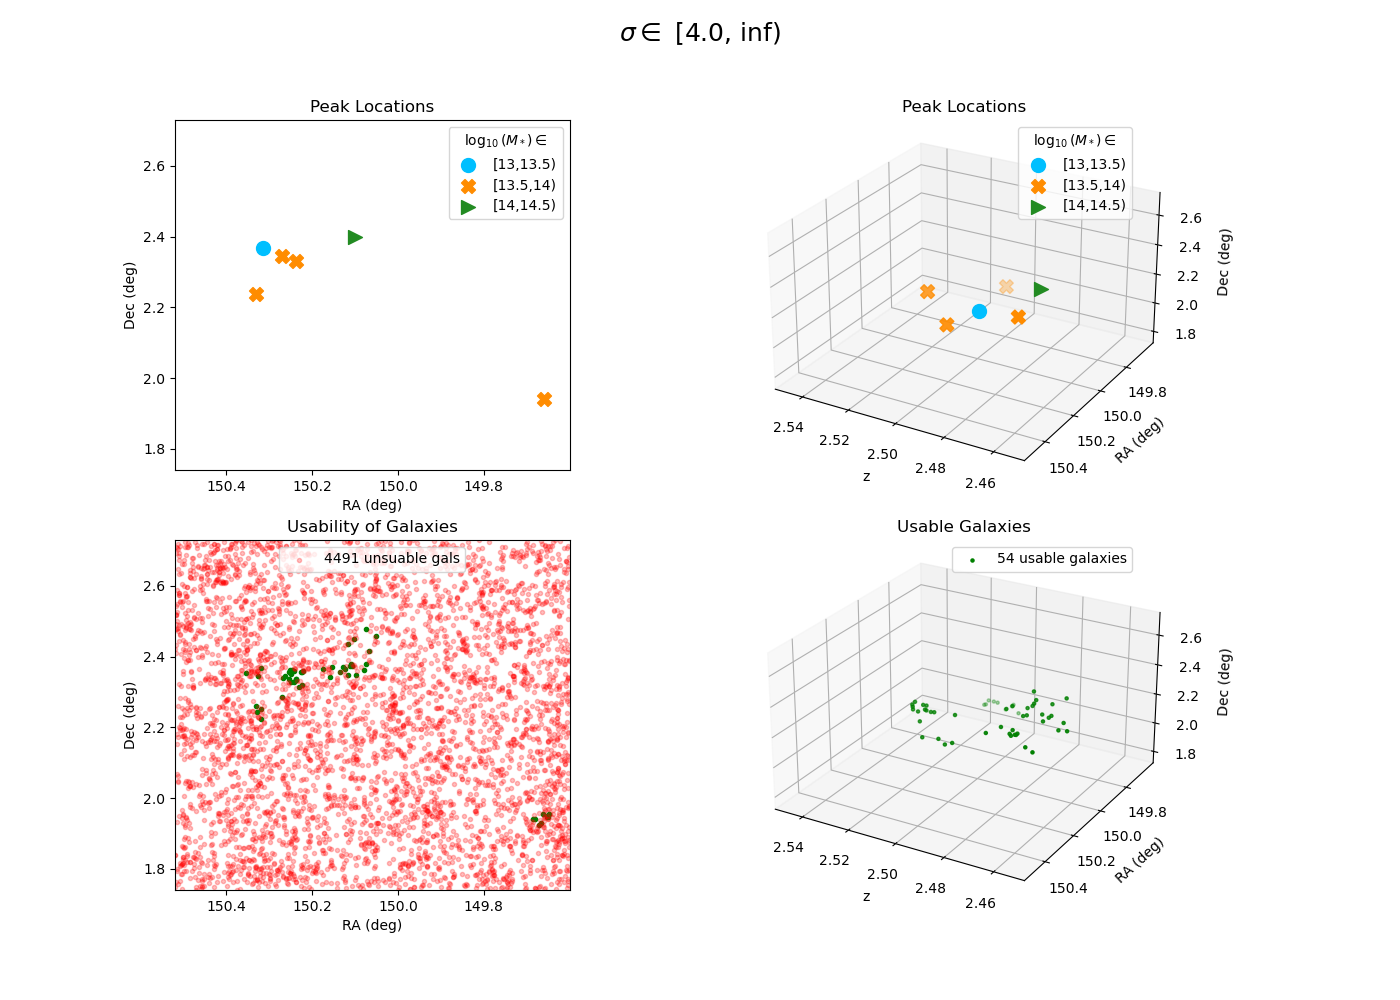 σ ∈ [4.0, inf)
Peak Locations
log₁₀(M*) ∈
[13,13.5)
[13.5,14)
[14,14.5)
2.6
2.4
2.2
2.0
1.8
Dec (deg)
150.4 150.2 150.0 149.8
RA (deg)
Peak Locations
log₁₀(M*) ∈
[13,13.5)
[13.5,14)
[14,14.5)
2.6
2.4
2.2
2.0
1.8
Dec (deg)
149.8
150.0
150.2
150.4
RA (deg)
2.54
2.52
2.50
2.48
2.46
z
Usability of Galaxies
4491 unsuable gals
2.6
2.4
2.2
2.0
1.8
Dec (deg)
150.4 150.2 150.0 149.8
RA (deg)
Usable Galaxies
54 usable galaxies
2.6
2.4
2.2
2.0
1.8
Dec (deg)
149.8
150.0
150.2
150.4
RA (deg)
2.54
2.52
2.50
2.48
2.46
z